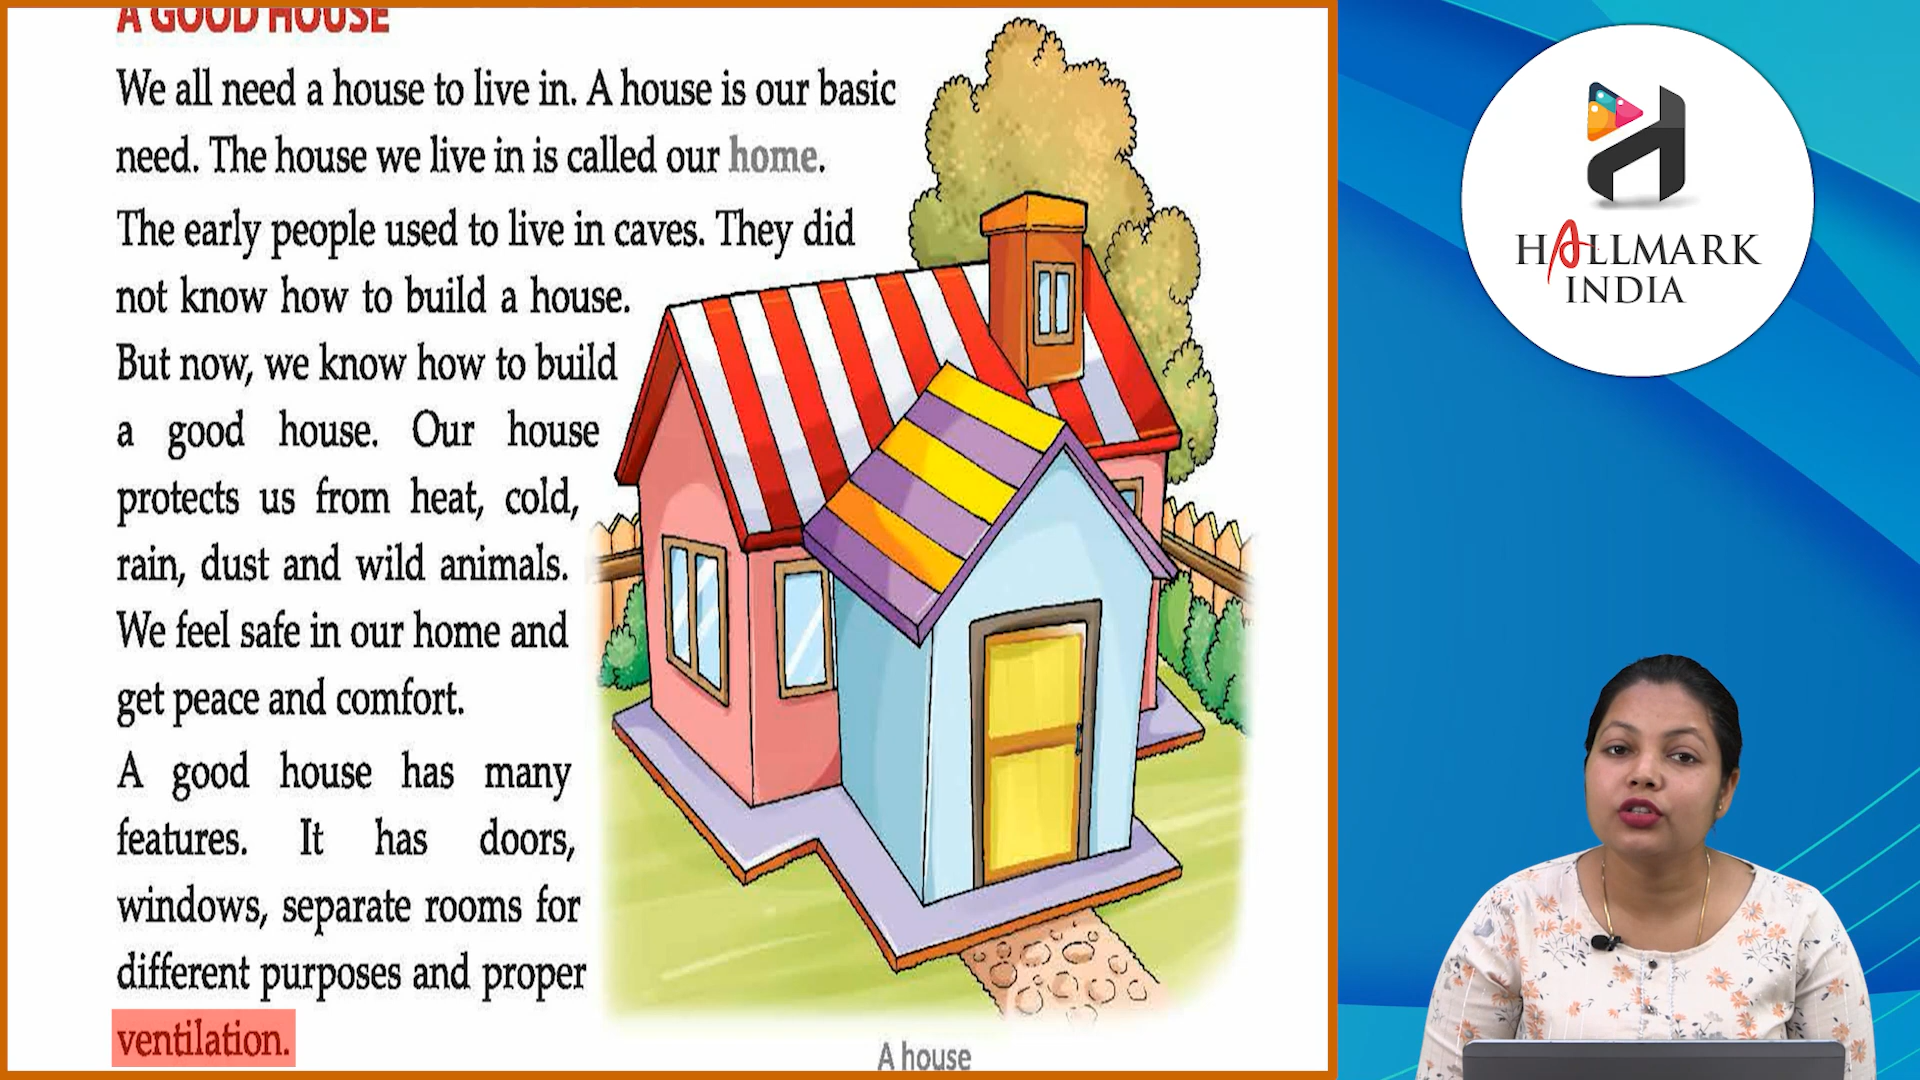 A GOOD HOUSE
We all need a house to live in. A house is our basic
need. The house we live in is called our home.
The early people used to live in caves. They did
not know how to build a house.
But now, we know how to build
a good house. Our house
protects us from heat, cold,
rain, dust and wild animals.
We feel safe in our home and
get peace and comfort.
A good house has many
features. It has doors,
windows, separate rooms for
different purposes and proper
ventilation.
A house
HALLMARK
INDIA